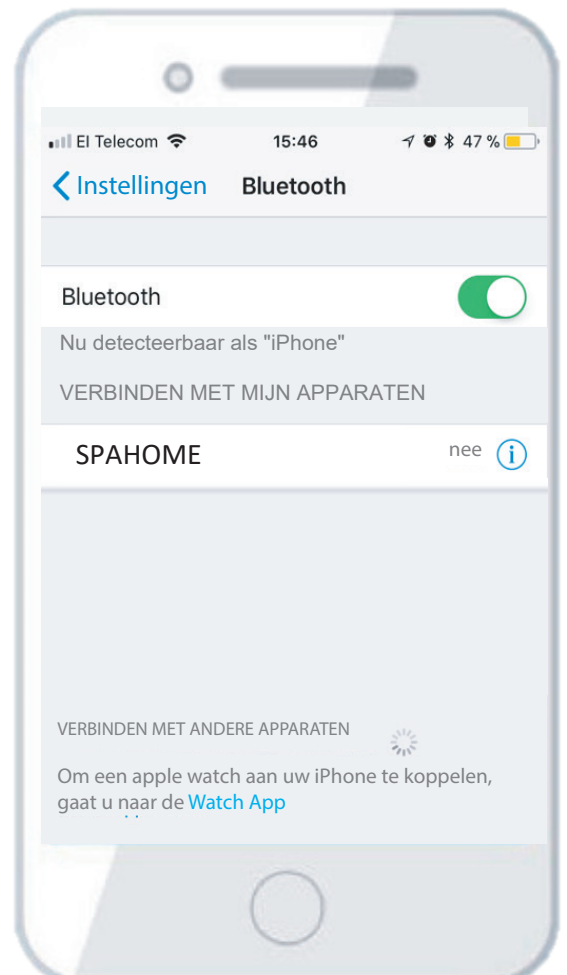 El Telecom 15:46 47 %
Instellingen Bluetooth
Bluetooth
Nu detecteerbaar als "iPhone"
VERBINDEN MET MIJN APPARATEN
SPAHOME nee i
VERBINDEN MET ANDERE APPARATEN
Om een apple watch aan uw iPhone te koppelen,
gaat u naar de Watch App